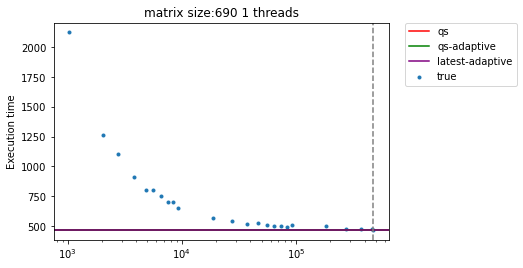 matrix size:690 1 threads
qs
qs-adaptive
latest-adaptive
true
Execution time
2000
1750
1500
1250
1000
750
500
10³
10⁴
10⁵